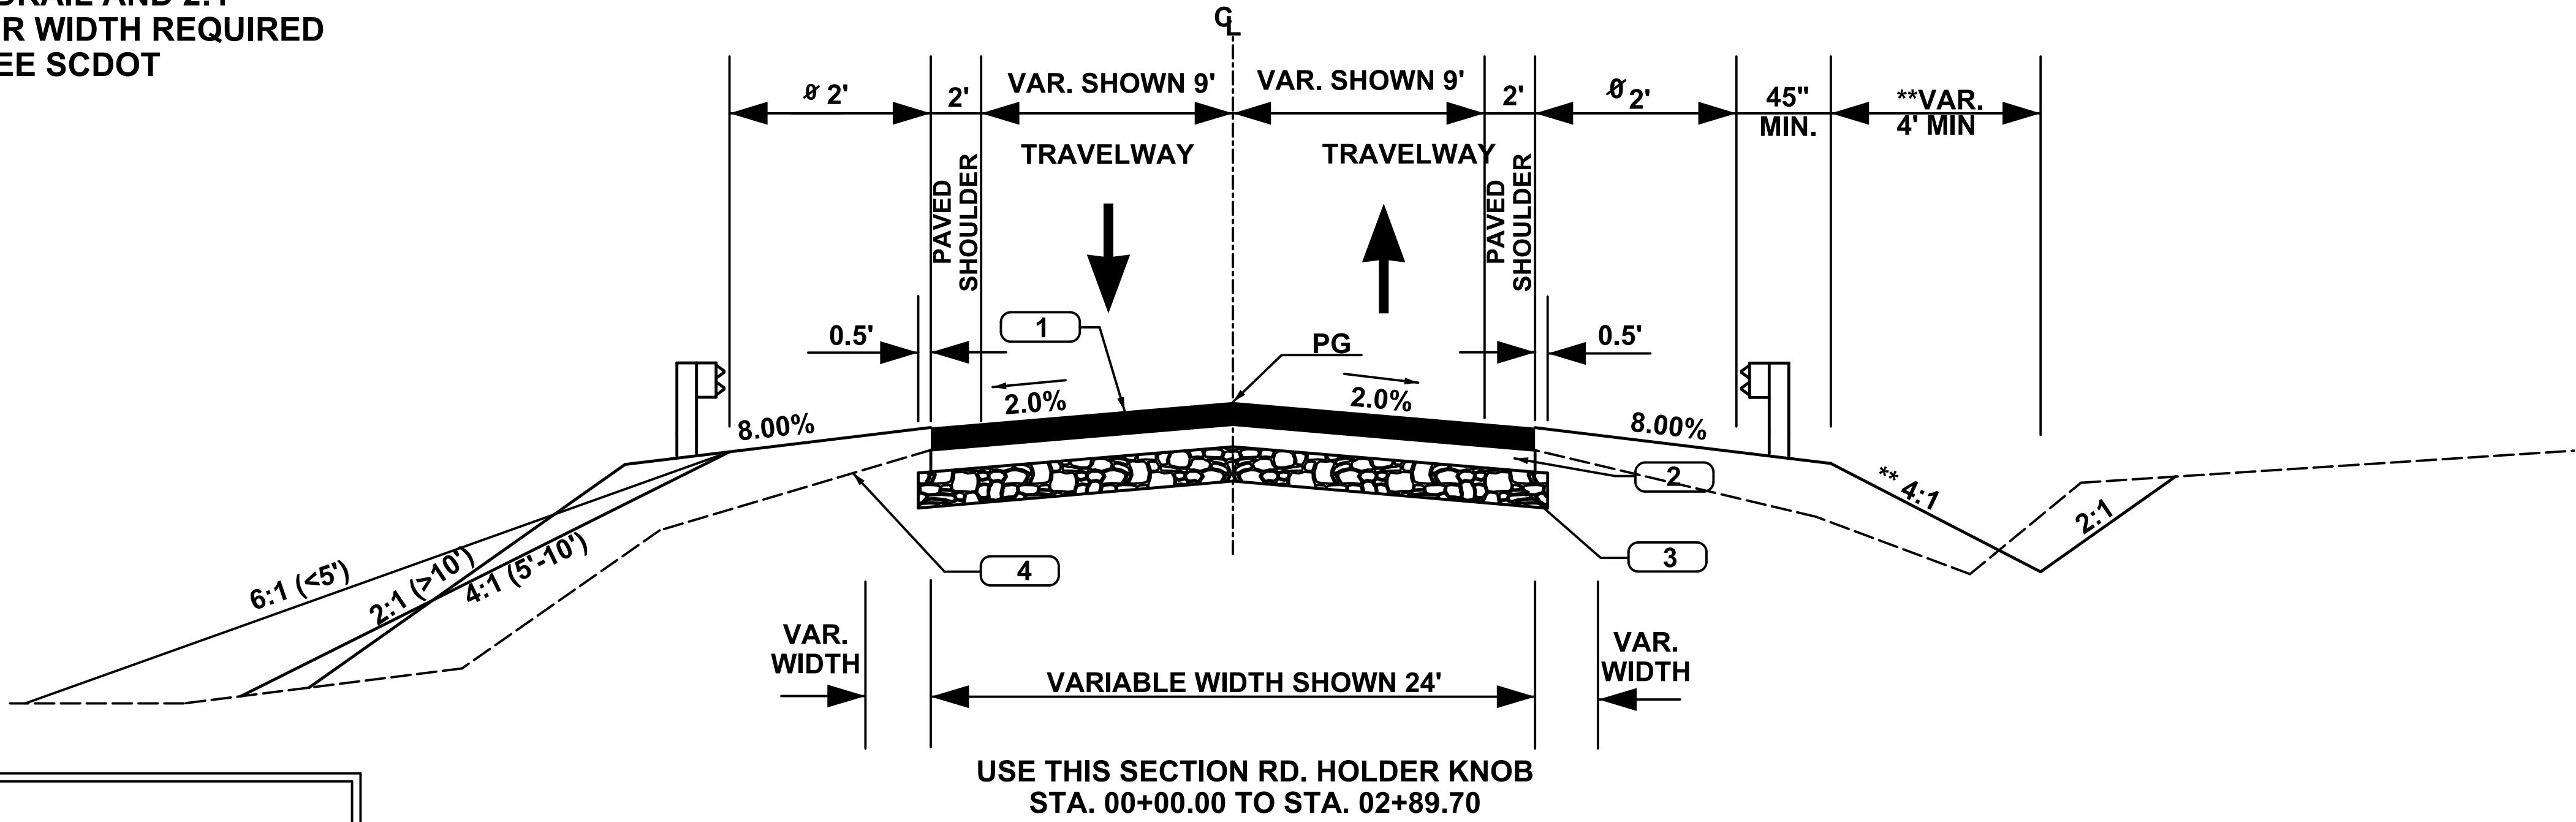 R WIDTH REQUIRED
EE SCDOT
CL
Ø 2'
2'
VAR. SHOWN 9'
VAR. SHOWN 9'
2'
Ø 2'
45"
MIN.
**VAR.
4' MIN
TRAVELWAY
TRAVELWAY
PAVED
SHOULDER
PAVED
SHOULDER
0.5'
1
PG
0.5'
2.0%
2.0%
8.00%
8.00%
2
** 4:1
2:1
3
4
6:1 (<5')
2:1 (>10')
4:1 (5'-10')
VAR.
WIDTH
VARIABLE WIDTH SHOWN 24'
VAR.
WIDTH
USE THIS SECTION RD. HOLDER KNOB
STA. 00+00.00 TO STA. 02+89.70